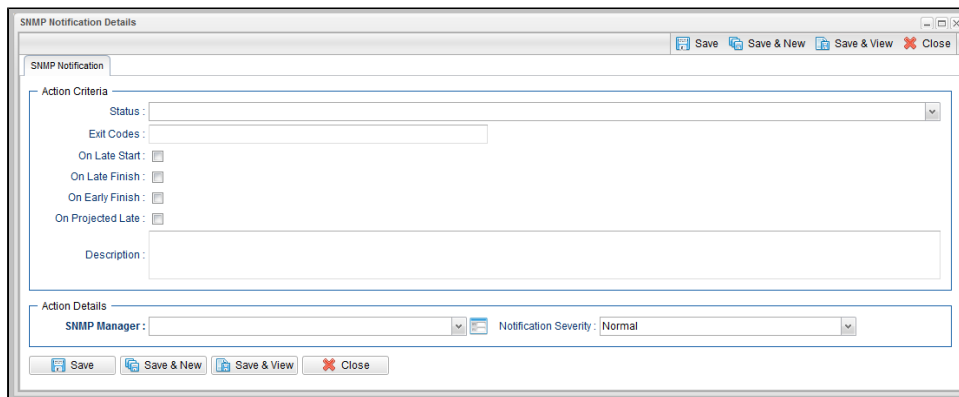 SNMP Notification Details
Save Save & New Save & View Close
SNMP Notification
Action Criteria
Status :
Exit Codes :
On Late Start :
On Late Finish :
On Early Finish :
On Projected Late :
Description :
Action Details
SNMP Manager : Notification Severity : Normal
Save Save & New Save & View Close